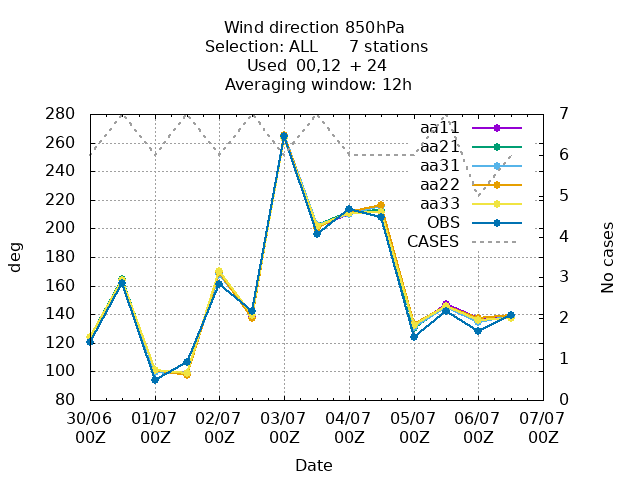 Wind direction 850hPa
Selection: ALL 7 stations
Used 00,12 + 24
Averaging window: 12h
280 7
260
240
220
200
180
160
140
120
100
80
6
5
4
3
2
1
0
aa11
aa21
aa31
aa22
aa33
OBS
CASES
deg
No cases
30/06 01/07 02/07 03/07 04/07 05/07 06/07 07/07
00Z 00Z 00Z 00Z 00Z 00Z 00Z 00Z
Date